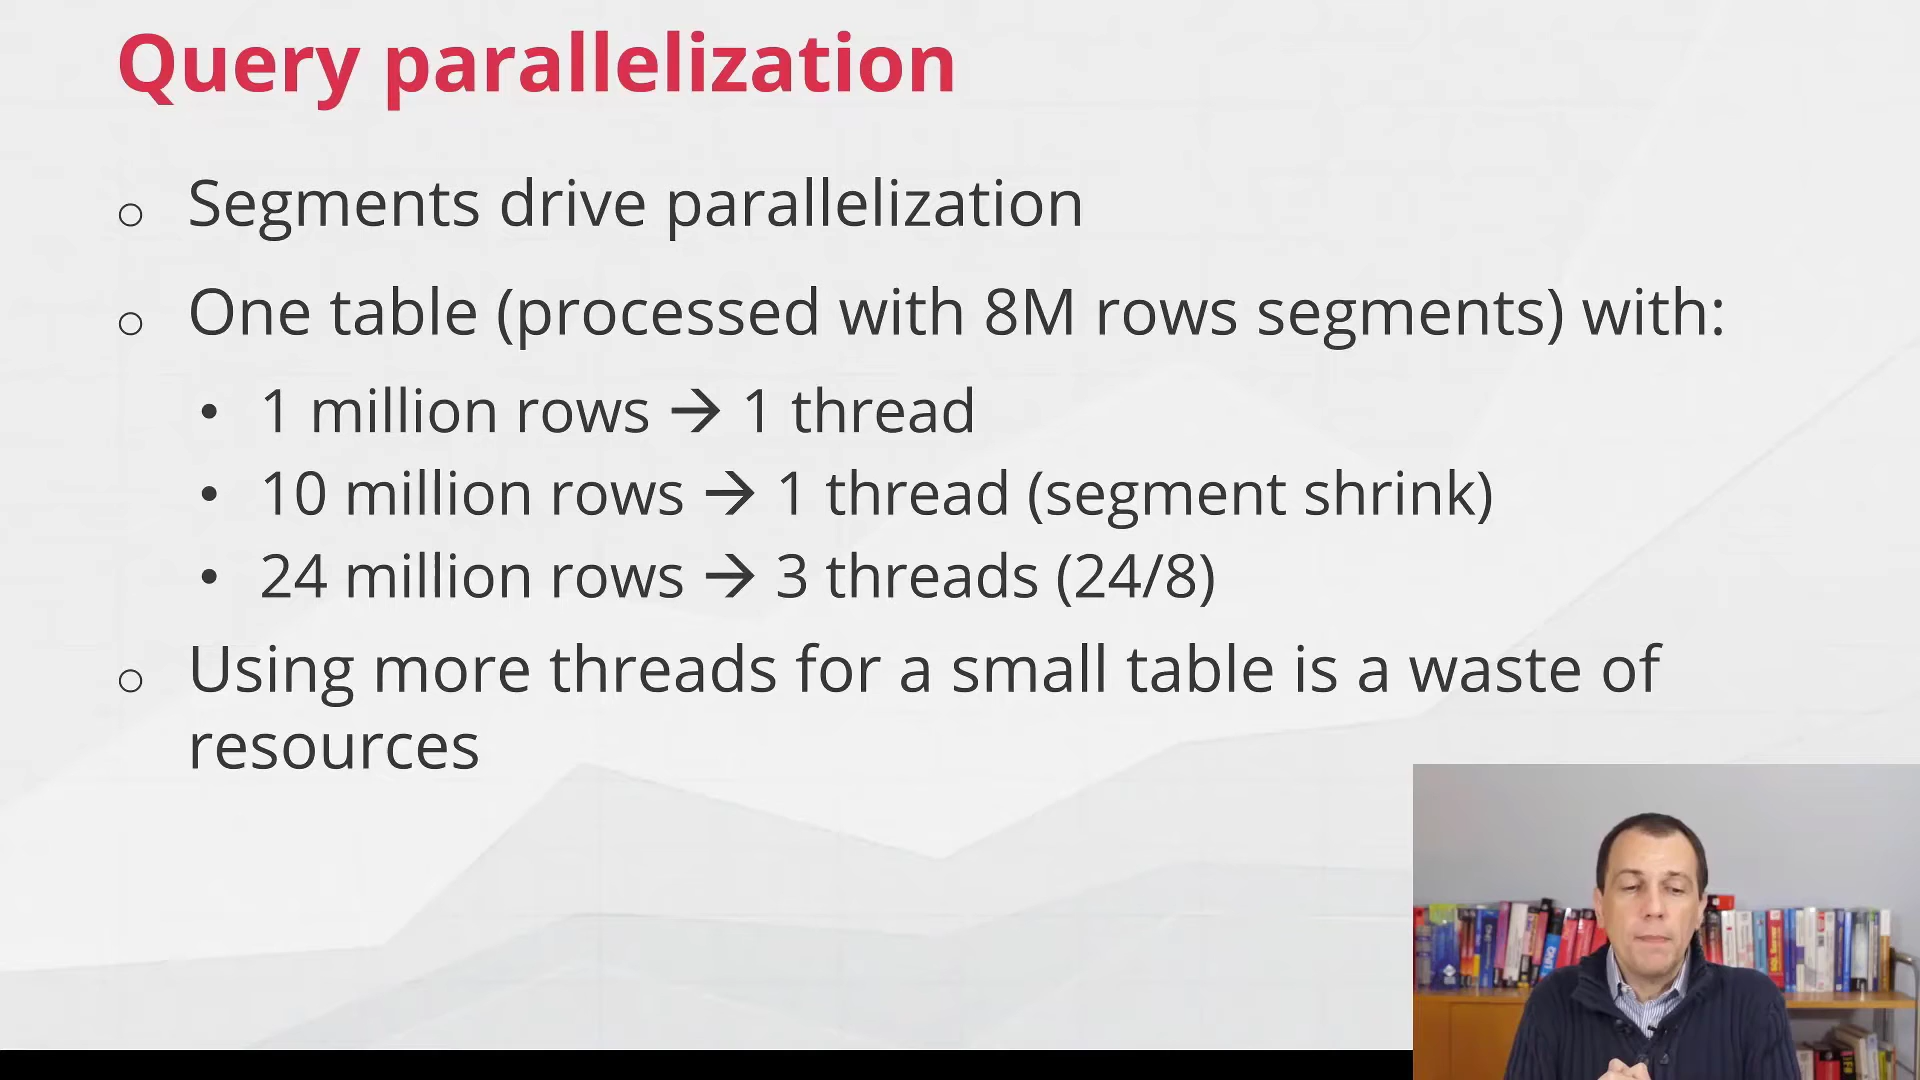 Query parallelization
o Segments drive parallelization
o One table (processed with 8M rows segments) with:
• 1 million rows → 1 thread
• 10 million rows → 1 thread (segment shrink)
• 24 million rows → 3 threads (24/8)
o Using more threads for a small table is a waste of
resources